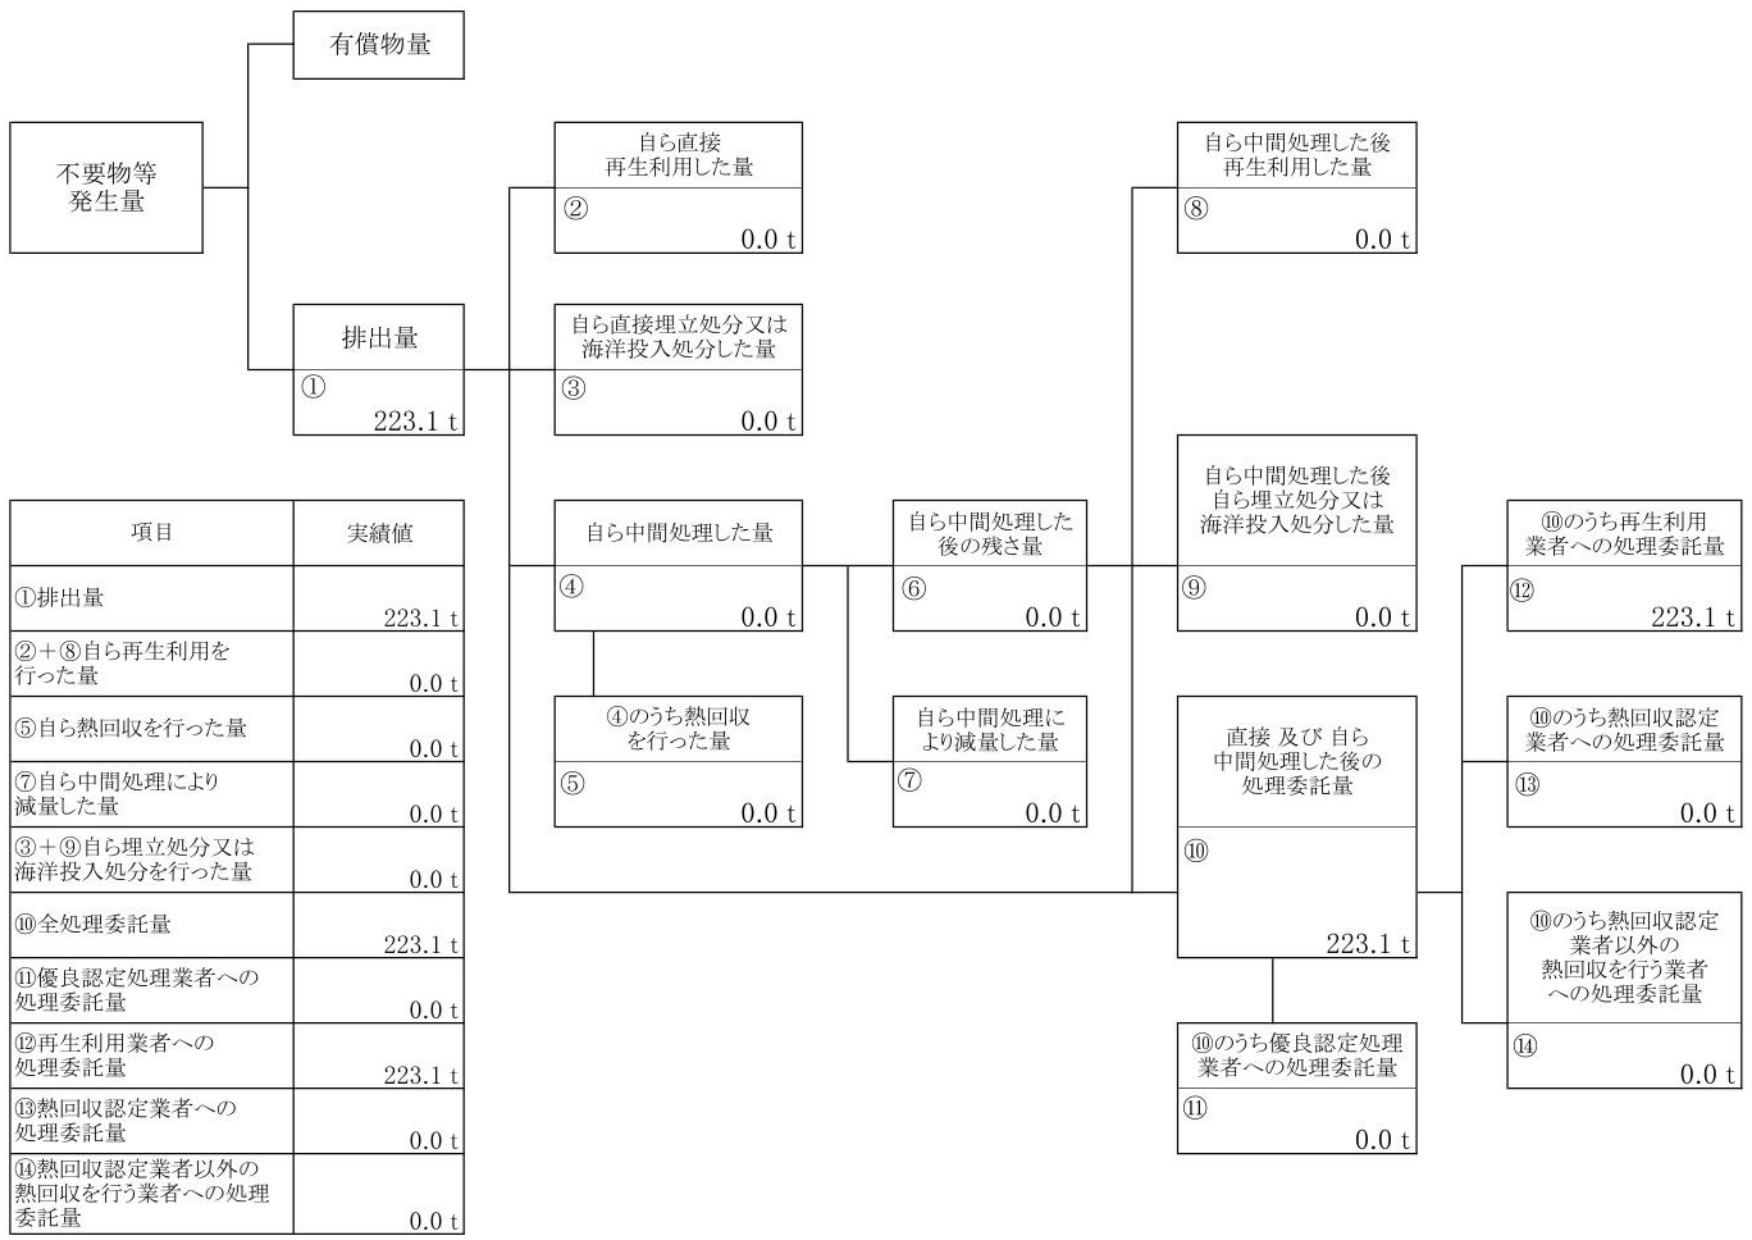 有償物量
不要物等
発生量
自ら直接
再生利用した量
②
0.0 t
自ら中間処理した後
再生利用した量
⑧
0.0 t
排出量
①
223.1 t
自ら直接埋立処分又は
海洋投入処分した量
③
0.0 t
自ら中間処理した量
④
0.0 t
自ら中間処理した
後の残さ量
⑥
0.0 t
自ら中間処理した後
自ら埋立処分又は
海洋投入処分した量
⑨
0.0 t
⑩のうち再生利用
業者への処理委託量
⑫
223.1 t
④のうち熱回収
を行った量
⑤
0.0 t
自ら中間処理に
より減量した量
⑦
0.0 t
直接 及び 自ら
中間処理した後の
処理委託量
⑩
223.1 t
⑩のうち熱回収認定
業者への処理委託量
⑬
0.0 t
⑩のうち熱回収認定
業者以外の
熱回収を行う業者
への処理委託量
⑭
0.0 t
⑩のうち優良認定処理
業者への処理委託量
⑪
0.0 t
項目 実績値
①排出量
223.1 t
②+⑧自ら再生利用を
行った量
0.0 t
⑤自ら熱回収を行った量
0.0 t
⑦自ら中間処理により
減量した量
0.0 t
③+⑨自ら埋立処分又は
海洋投入処分を行った量
0.0 t
⑩全処理委託量
223.1 t
⑪優良認定処理業者への
処理委託量
0.0 t
⑫再生利用業者への
処理委託量
223.1 t
⑬熱回収認定業者への
処理委託量
0.0 t
⑭熱回収認定業者以外の
熱回収を行う業者への処理
委託量
0.0 t